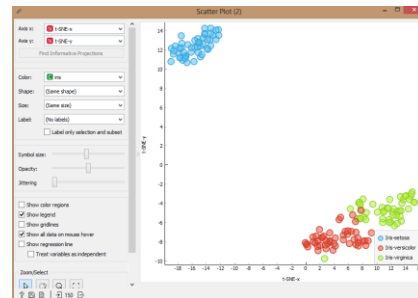 Scatter Plot (2)
Axis x: t-SNE-x
Axis y: t-SNE-y
Find Informative Projections
Color: iris
Shape: (Same shape)
Size: (Same size)
Label: (No labels)
Label only selection and subset
Symbol size:
Opacity:
Jittering
Show color regions
Show legend
Show gridlines
Show all data on mouse hover
Show regression line
Treat variables as independent
Zoom/Select
150
t-SNE-y
14
12
10
8
6
4
2
0
-2
-4
-6
-8
-10
-18 -16 -14 -12 -10 -8 -6 -4 -2 0 2 4 6 8 10 12 14
t-SNE-x
Iris-setosa
Iris-versicolor
Iris-virginica